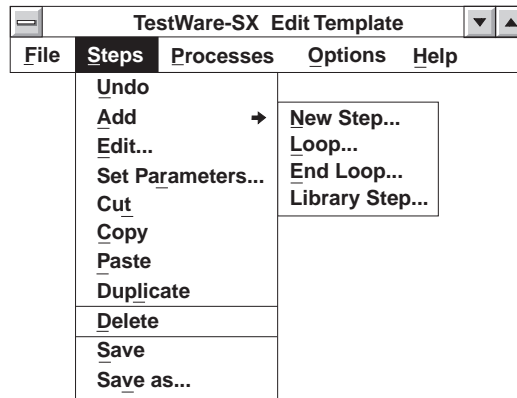 TestWare-SX Edit Template
File Steps Processes Options Help
Undo
Add
Edit...
Set Parameters...
Cut
Copy
Paste
Duplicate
Delete
Save
Save as...
New Step...
Loop...
End Loop...
Library Step...